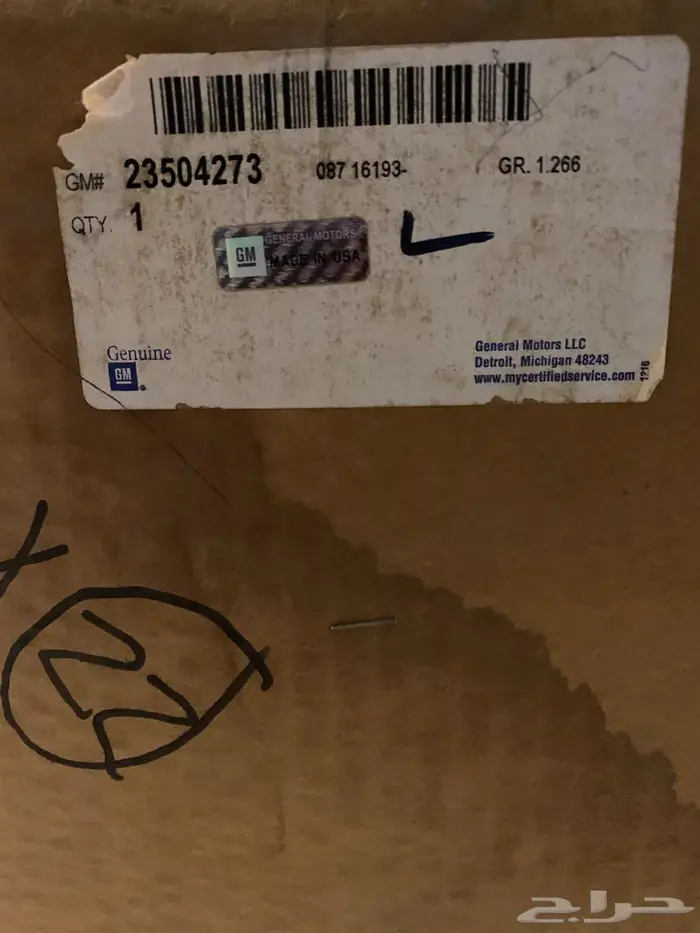 GM# 23504273 087 16193- GR. 1.266
QTY. 1
GM GENERAL MOTORS
MADE IN USA
Genuine
GM
General Motors LLC
Detroit, Michigan 48243
www.mycertifiedservice.com
1216
حراج